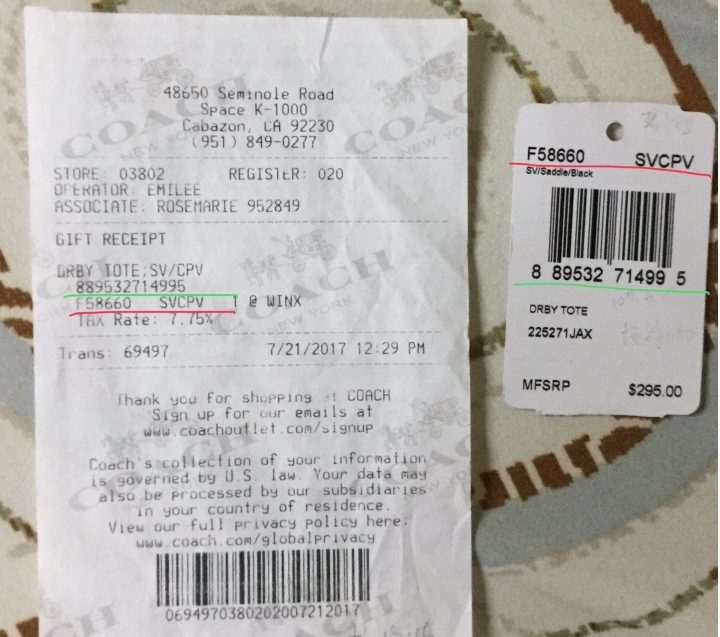 48650 Seminole Road
Space K-1000
Cabazon, CA 92230
(951) 849-0277
STORE: 03802 REGISTER: 020
OPERATOR: EMILEE
ASSOCIATE: ROSEMARIE 952849
GIFT RECEIPT
DRBY TOTE;SV/CPV
889532714995
F58660 SVCPV 1 @ WINX
TAX Rate: 7.75%
Trans: 69497 7/21/2017 12:29 PM
Thank you for shopping at COACH
Sign up for our emails at
www.coachoutlet.com/signup
Coach's collection of your information
is governed by U.S. law. Your data may
also be processed by our subsidiaries
in your country of residence.
View our full privacy policy here:
www.coach.com/globalprivacy
0694970380202007212017
COACH
NEW YORK
F58660 SVCPV
SV/Saddle/Black
8 89532 71499 5
DRBY TOTE
225271JAX
MFSRP $295.00